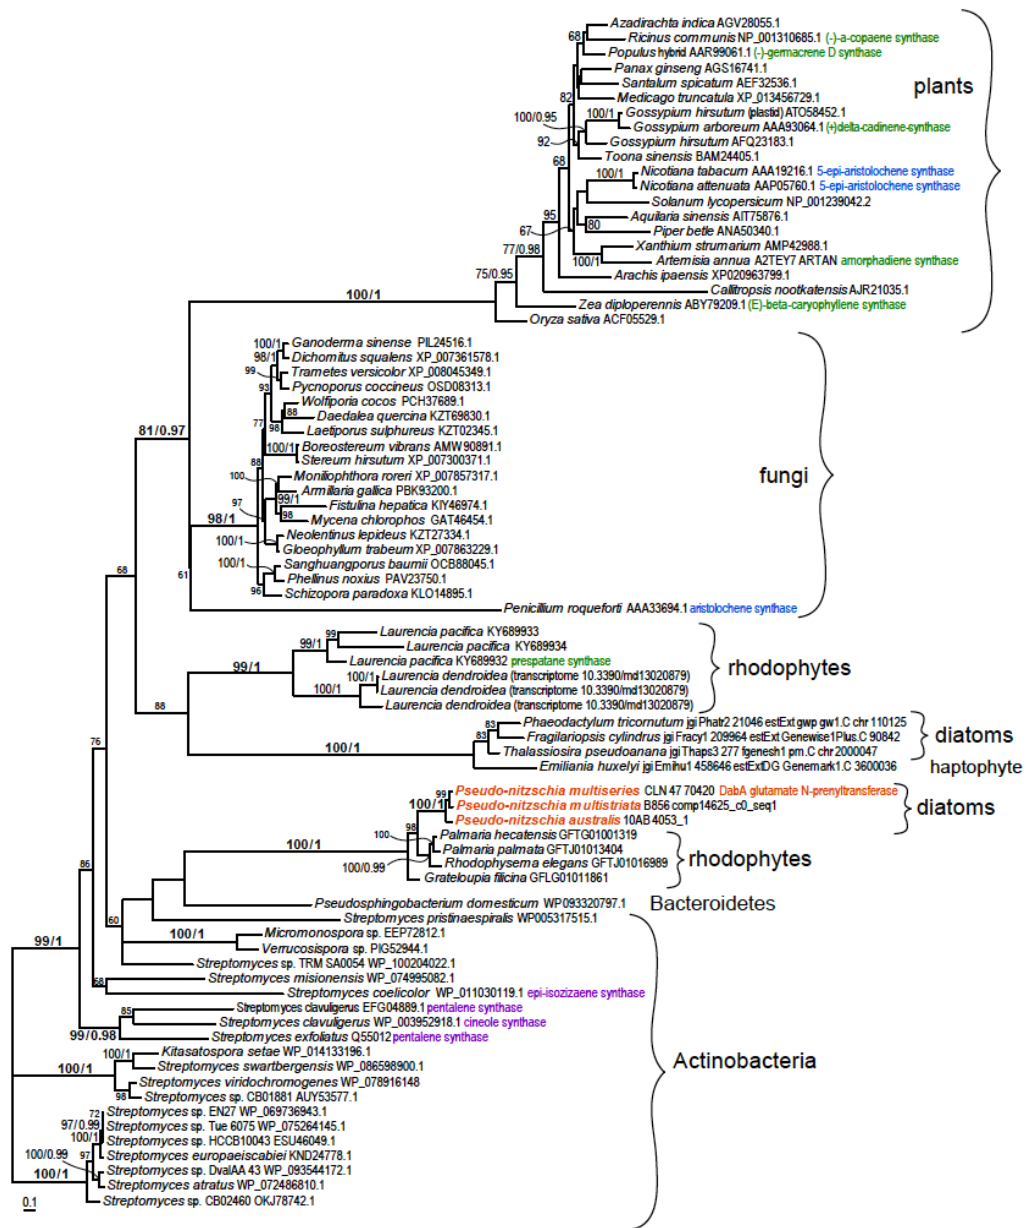 Azadirachta indica AGV28055.1
68
Ricinus communis NP_001310685.1 (-)-a-copaene synthase
Populus hybrid AAR99061.1 (-)-germacrene D synthase
Panax ginseng AGS16741.1
plants
Santalum spicatum AEF32536.1
82
Medicago truncatula XP_013456729.1
100/1
Gossypium hirsutum (plastid) ATO58452.1
100/0.95
Gossypium arboreum AAA93064.1 (+)delta-cadinene-synthase
92
Gossypium hirsutum AFQ23183.1
Toona sinensis BAM24405.1
68
100/1
Nicotiana tabacum AAA19216.1 5-epi-aristolochene synthase
Nicotiana attenuata AAP05760.1 5-epi-aristolochene synthase
Solanum lycopersicum NP_001239042.2
95
Aquilaria sinensis AIT75876.1
67
80
Piper betle ANA50340.1
77/0.98
Xanthium strumarium AMP42988.1
100/1
Artemisia annua A2TEY7 ARTAN amorphadiene synthase
75/0.95
Arachis ipaensis XP020963799.1
Callitropsis nootkatensis AJR21035.1
100/1
Zea diploperennis ABY79209.1 (E)-beta-caryophyllene synthase
Oryza sativa ACF05529.1
100/1
Ganoderma sinense PIL24516.1
98/1
Dichomitus squalens XP_007361578.1
99
Trametes versicolor XP_008045349.1
93
Pycnoporus coccineus OSD08313.1
Wolfiporia cocos PCH37689.1
88
Daedalea quercina KZT69830.1
77
98
Laetiporus sulphureus KZT02345.1
81/0.97
100/1
Boreostereum vibrans AMW90891.1
88
Stereum hirsutum XP_007300371.1
fungi
100
Moniliophthora roreri XP_007857317.1
Armillaria gallica PBK93200.1
97
99/1
Fistulina hepatica KIY46974.1
98/1
98
Mycena chlorophos GAT46454.1
100/1
Neolentinus lepideus KZT27334.1
Gloeophyllum trabeum XP_007863229.1
100/1
Sanghuangporus baumii OCB88045.1
68
61
Phellinus noxius PAV23750.1
96
Schizopora paradoxa KLO14895.1
Penicillium roqueforti AAA33694.1 aristolochene synthase
99
Laurencia pacifica KY689933
99/1
Laurencia pacifica KY689934
Laurencia pacifica KY689932 prespatane synthase
99/1
rhodophytes
100/1
Laurencia dendroidea (transcriptome 10.3390/md13020879)
100/1
Laurencia dendroidea (transcriptome 10.3390/md13020879)
88
Laurencia dendroidea (transcriptome 10.3390/md13020879)
83
Phaeodactylum tricornutum jgi Phatr2 21046 estExt gwp gw1.C chr 110125
76
83
Fragilariopsis cylindrus jgi Fracy1 209964 estExt Genewise1Plus.C 90842
diatoms
100/1
Thalassiosira pseudoanana jgi Thaps3 277 fgenesh1 pm.C chr 2000047
Emiliania huxelyi jgi Emihu1 458646 estExtDG Genemark1.C 3600036
haptophyte
99
Pseudo-nitzschia multiseries CLN 47 70420 DabA glutamate N-prenyltransferase
100/1
Pseudo-nitzschia multistriata B856 comp14625_c0_seq1
diatoms
Pseudo-nitzschia australis 10AB 4053_1
98
100
Palmaria hecatensis GFTG01001319
100/1
Palmaria palmata GFTJ01013404
rhodophytes
100/0.99
Rhodophysema elegans GFTJ01016989
86
Grateloupia filicina GFLG01011861
Pseudosphingobacterium domesticum WP093320797.1
Bacteroidetes
60
Streptomyces pristinaespiralis WP005317515.1
99/1
100/1
Micromonospora sp. EEP72812.1
Verrucosispora sp. PIG52944.1
Streptomyces sp. TRM SA0054 WP_100204022.1
68
Streptomyces misionensis WP_074995082.1
Streptomyces coelicolor WP_011030119.1 epi-isozizaene synthase
85
Streptomyces clavuligerus EFG04889.1 pentalene synthase
Streptomyces clavuligerus WP_003952918.1 cineole synthase
99/0.98
Streptomyces exfoliatus Q55012 pentalene synthase
100/1
Kitasatospora setae WP_014133196.1
Actinobacteria
100/1
Streptomyces swartbergensis WP_086598900.1
Streptomyces viridochromogenes WP_078916148
98
Streptomyces sp. CB01881 AUY53577.1
72
Streptomyces sp. EN27 WP_069736943.1
97/0.99
Streptomyces sp. Tue 6075 WP_075264145.1
100/1
Streptomyces sp. HCCB10043 ESU46049.1
100/0.99
97
Streptomyces europaeiscabiei KND24778.1
Streptomyces sp. DvalAA 43 WP_093544172.1
100/1
Streptomyces atratus WP_072486810.1
0.1
Streptomyces sp. CB02460 OKJ78742.1